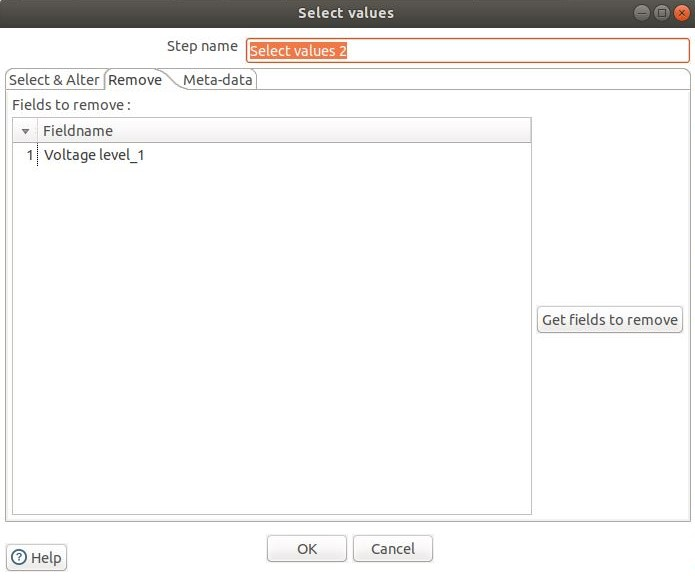 Select values
Step name Select values 2
Select & Alter Remove Meta-data
Fields to remove :
Fieldname
1 Voltage level_1
Get fields to remove
? Help OK Cancel